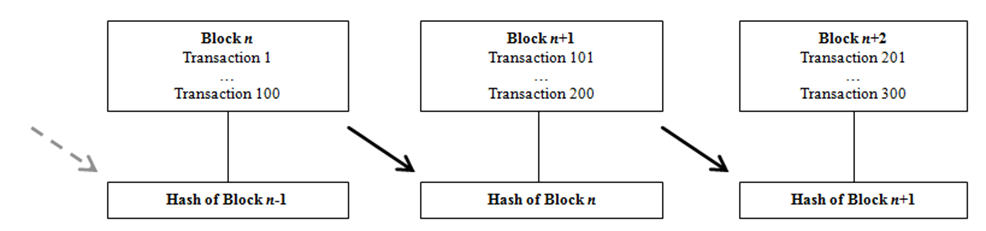 Block n
Transaction 1
…
Transaction 100
Hash of Block n-1
Block n+1
Transaction 101
…
Transaction 200
Hash of Block n
Block n+2
Transaction 201
…
Transaction 300
Hash of Block n+1